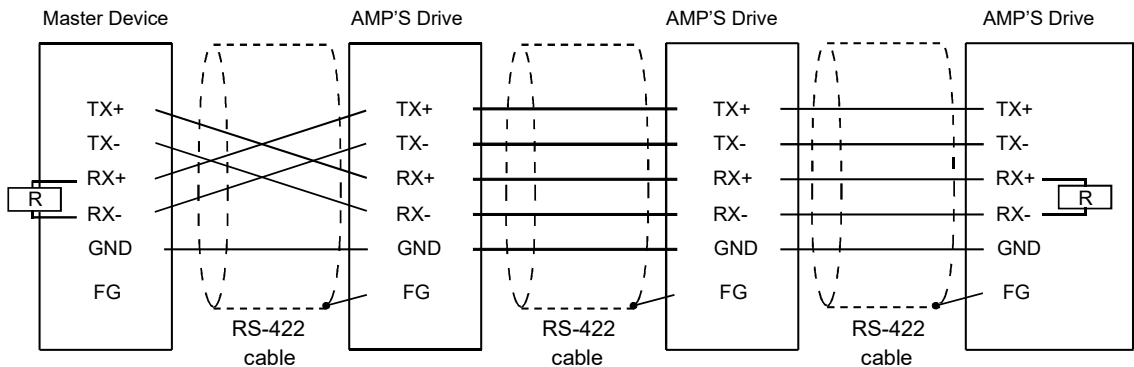 Master Device AMP'S Drive AMP'S Drive AMP'S Drive
TX+ TX+ TX+ TX+
TX- TX- TX- TX-
RX+ RX+ RX+ RX+
R R
RX- RX- RX- RX-
GND GND GND GND
FG FG FG
FG
RS-422 RS-422 RS-422
cable cable cable